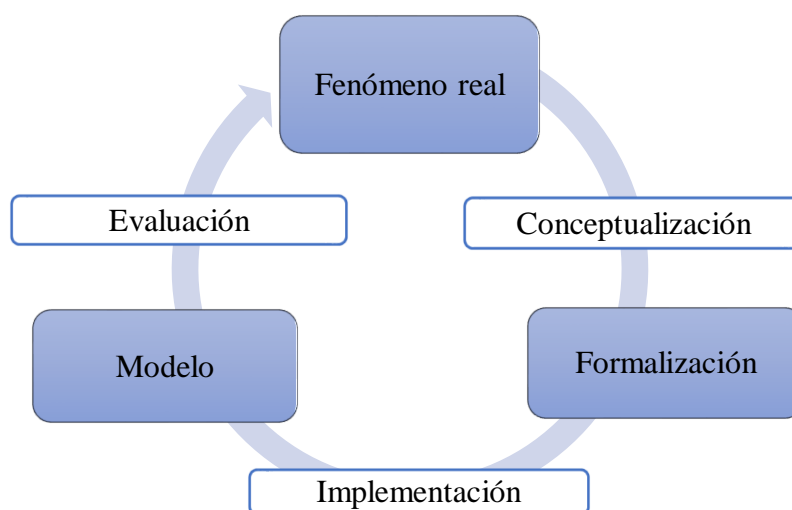 Fenómeno real
Evaluación
Conceptualización
Modelo
Formalización
Implementación